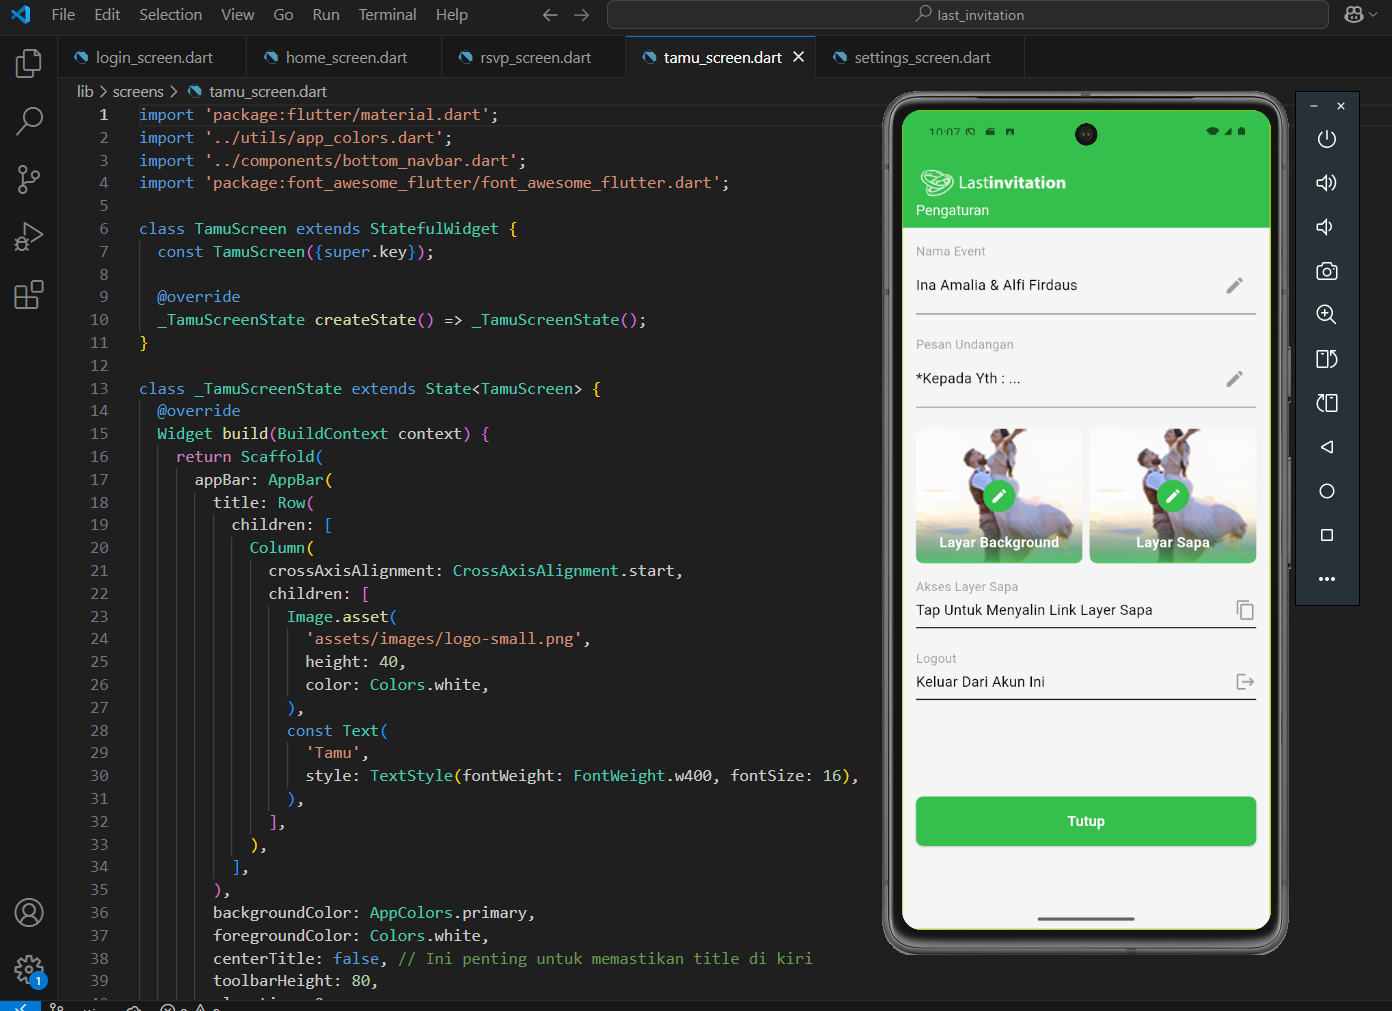 File Edit Selection View Go Run Terminal Help
last_invitation
login_screen.dart home_screen.dart rsvp_screen.dart tamu_screen.dart settings_screen.dart
lib > screens > tamu_screen.dart
1 import 'package:flutter/material.dart';
2 import '../utils/app_colors.dart';
3 import '../components/bottom_navbar.dart';
4 import 'package:font_awesome_flutter/font_awesome_flutter.dart';
5
6 class TamuScreen extends StatefulWidget {
7 const TamuScreen({super.key});
8
9 @override
10 _TamuScreenState createState() => _TamuScreenState();
11 }
12
13 class _TamuScreenState extends State<TamuScreen> {
14 @override
15 Widget build(BuildContext context) {
16 return Scaffold(
17 appBar: AppBar(
18 title: Row(
19 children: [
20 Column(
21 crossAxisAlignment: CrossAxisAlignment.start,
22 children: [
23 Image.asset(
24 'assets/images/logo-small.png',
25 height: 40,
26 color: Colors.white,
27 ),
28 const Text(
29 'Tamu',
30 style: TextStyle(fontWeight: FontWeight.w400, fontSize: 16),
31 ),
32 ],
33 ),
34 ],
35 ),
36 backgroundColor: AppColors.primary,
37 foregroundColor: Colors.white,
38 centerTitle: false, // Ini penting untuk memastikan title di kiri
39 toolbarHeight: 80,
1
10:07
Lastinvitation
Pengaturan
Nama Event
Ina Amalia & Alfi Firdaus
Pesan Undangan
*Kepada Yth : ...
Layar Background
Layar Sapa
Akses Layer Sapa
Tap Untuk Menyalin Link Layer Sapa
Logout
Keluar Dari Akun Ini
Tutup